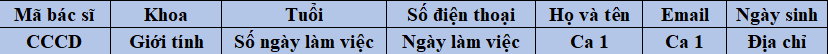 Mã bác sĩ Khoa Tuổi Số điện thoại Họ và tên Email Ngày sinh
CCCD Giới tính Số ngày làm việc Ngày làm việc Ca 1 Ca 1 Địa chỉ